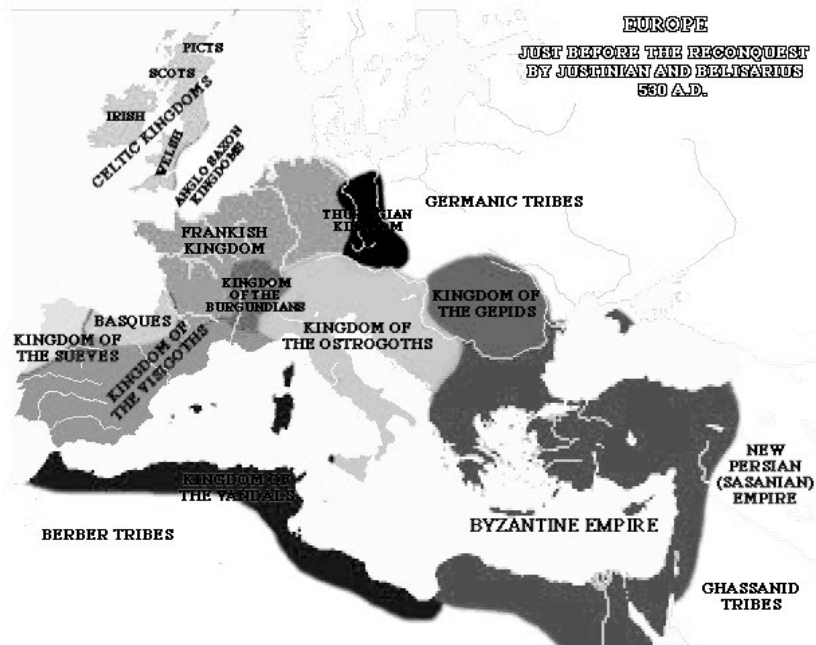 EUROPE
JUST BEFORE THE RECONQUEST
BY JUSTINIAN AND BELISARIUS
530 A.D.
PICTS
SCOTS
IRISH
CELTIC KINGDOMS
WELSH
ANGLO SAXON
KINGDOMS
THURINGIAN
KINGDOM
GERMANIC TRIBES
FRANKISH
KINGDOM
KINGDOM
OF THE
BURGUNDIANS
KINGDOM OF
THE GEPIDS
BASQUES
KINGDOM OF
THE SUEVES
KINGDOM OF
THE VISIGOTHS
KINGDOM OF
THE OSTROGOTHS
NEW
PERSIAN
(SASANIAN)
EMPIRE
KINGDOM OF
THE VANDALS
BYZANTINE EMPIRE
BERBER TRIBES
GHASSANID
TRIBES